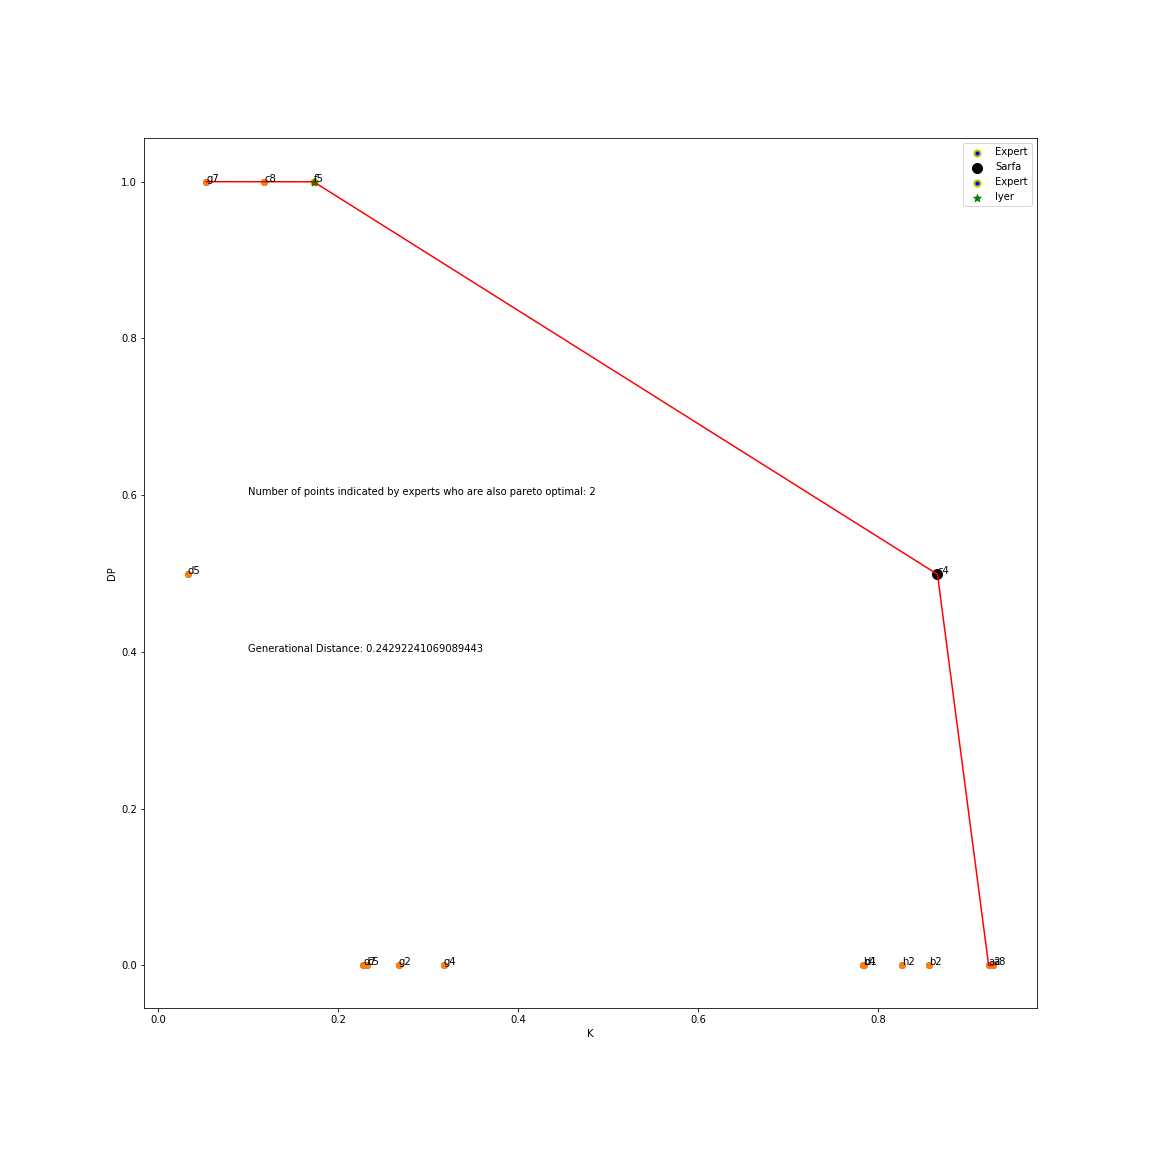 Expert
Sarfa
Expert
Iyer
1.0
g7
c8
f5
0.8
0.6
Number of points indicated by experts who are also pareto optimal: 2
DP
d5
c4
0.4
Generational Distance: 0.24292241069089443
0.2
0.0
g2
g4
h2
b2
0.0
0.2
0.4
0.6
0.8
K